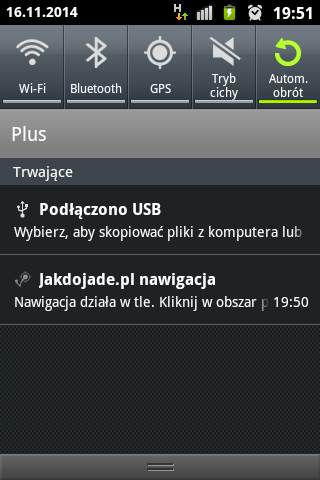 16.11.2014 H 19:51
Wi-Fi Bluetooth GPS Tryb cichy Autom. obrót
Plus
Trwające
Podłączono USB
Wybierz, aby skopiować pliki z komputera lub
Jakdojade.pl nawigacja
Nawigacja działa w tle. Kliknij w obszar p 19:50